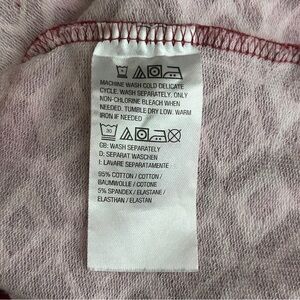 MACHINE WASH COLD DELICATE
CYCLE. WASH SEPARATELY. ONLY
NON-CHLORINE BLEACH WHEN
NEEDED. TUMBLE DRY LOW. WARM
IRON IF NEEDED
30
GB: WASH SEPARATELY
D: SEPARAT WASCHEN
I: LAVARE SEPARATAMENTE
95% COTTON / COTTON /
BAUMWOLLE / COTONE
5% SPANDEX / ELASTANE /
ELASTHAN / ELASTAN